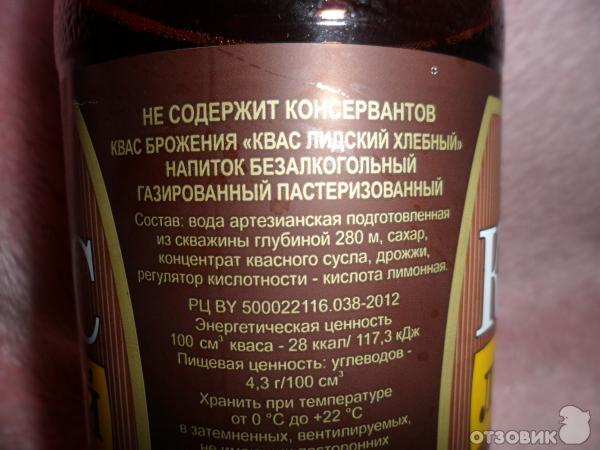 НЕ СОДЕРЖИТ КОНСЕРВАНТОВ
КВАС БРОЖЕНИЯ «КВАС ЛИДСКИЙ ХЛЕБНЫЙ»
НАПИТОК БЕЗАЛКОГОЛЬНЫЙ
ГАЗИРОВАННЫЙ ПАСТЕРИЗОВАННЫЙ
Состав: вода артезианская подготовленная
из скважины глубиной 280 м, сахар,
концентрат квасного сусла, дрожжи,
регулятор кислотности - кислота лимонная.
РЦ BY 500022116.038-2012
Энергетическая ценность
100 см³ кваса - 28 ккал/ 117,3 кДж
Пищевая ценность: углеводов -
4,3 г/100 см³
Хранить при температуре
от 0 °С до +22 °С
в затемненных, вентилируемых,
не имеющих посторонних
ОТЗОВИК